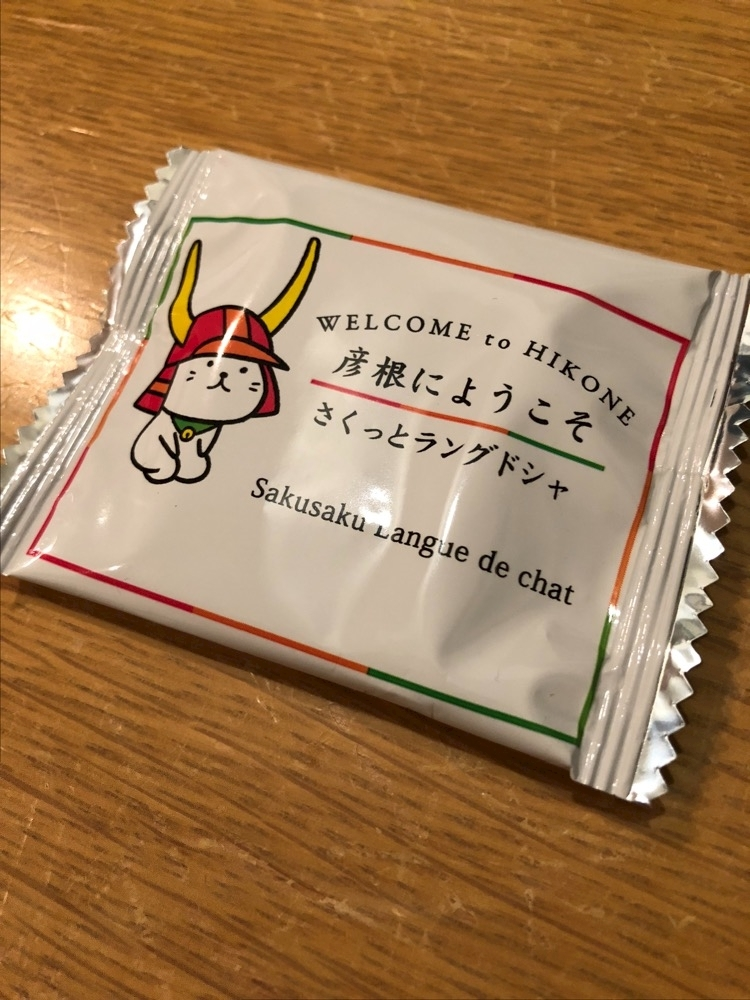 WELCOME to HIKONE
彦根にようこそ
さくっとラングドシャ
Sakusaku Langue de chat